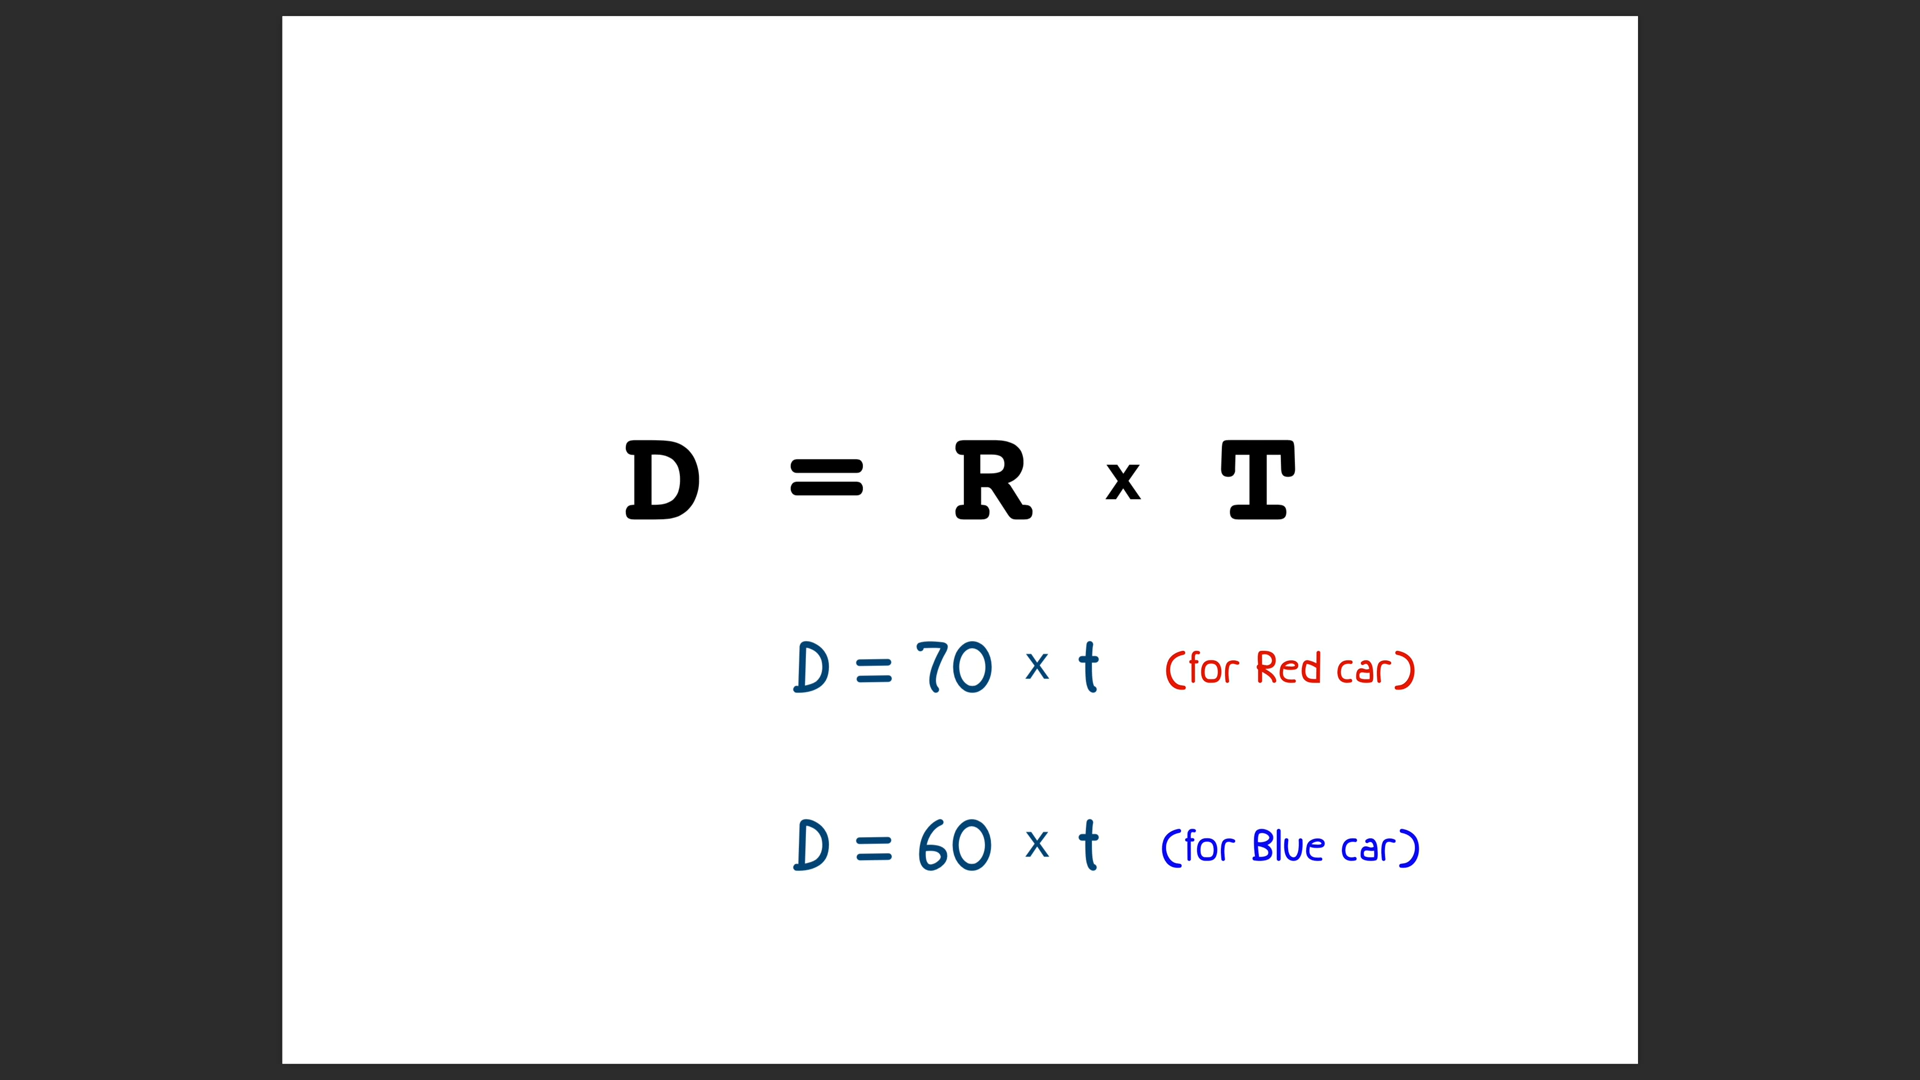 D = R x T
D = 70 x t (for Red car)
D = 60 x t (for Blue car)